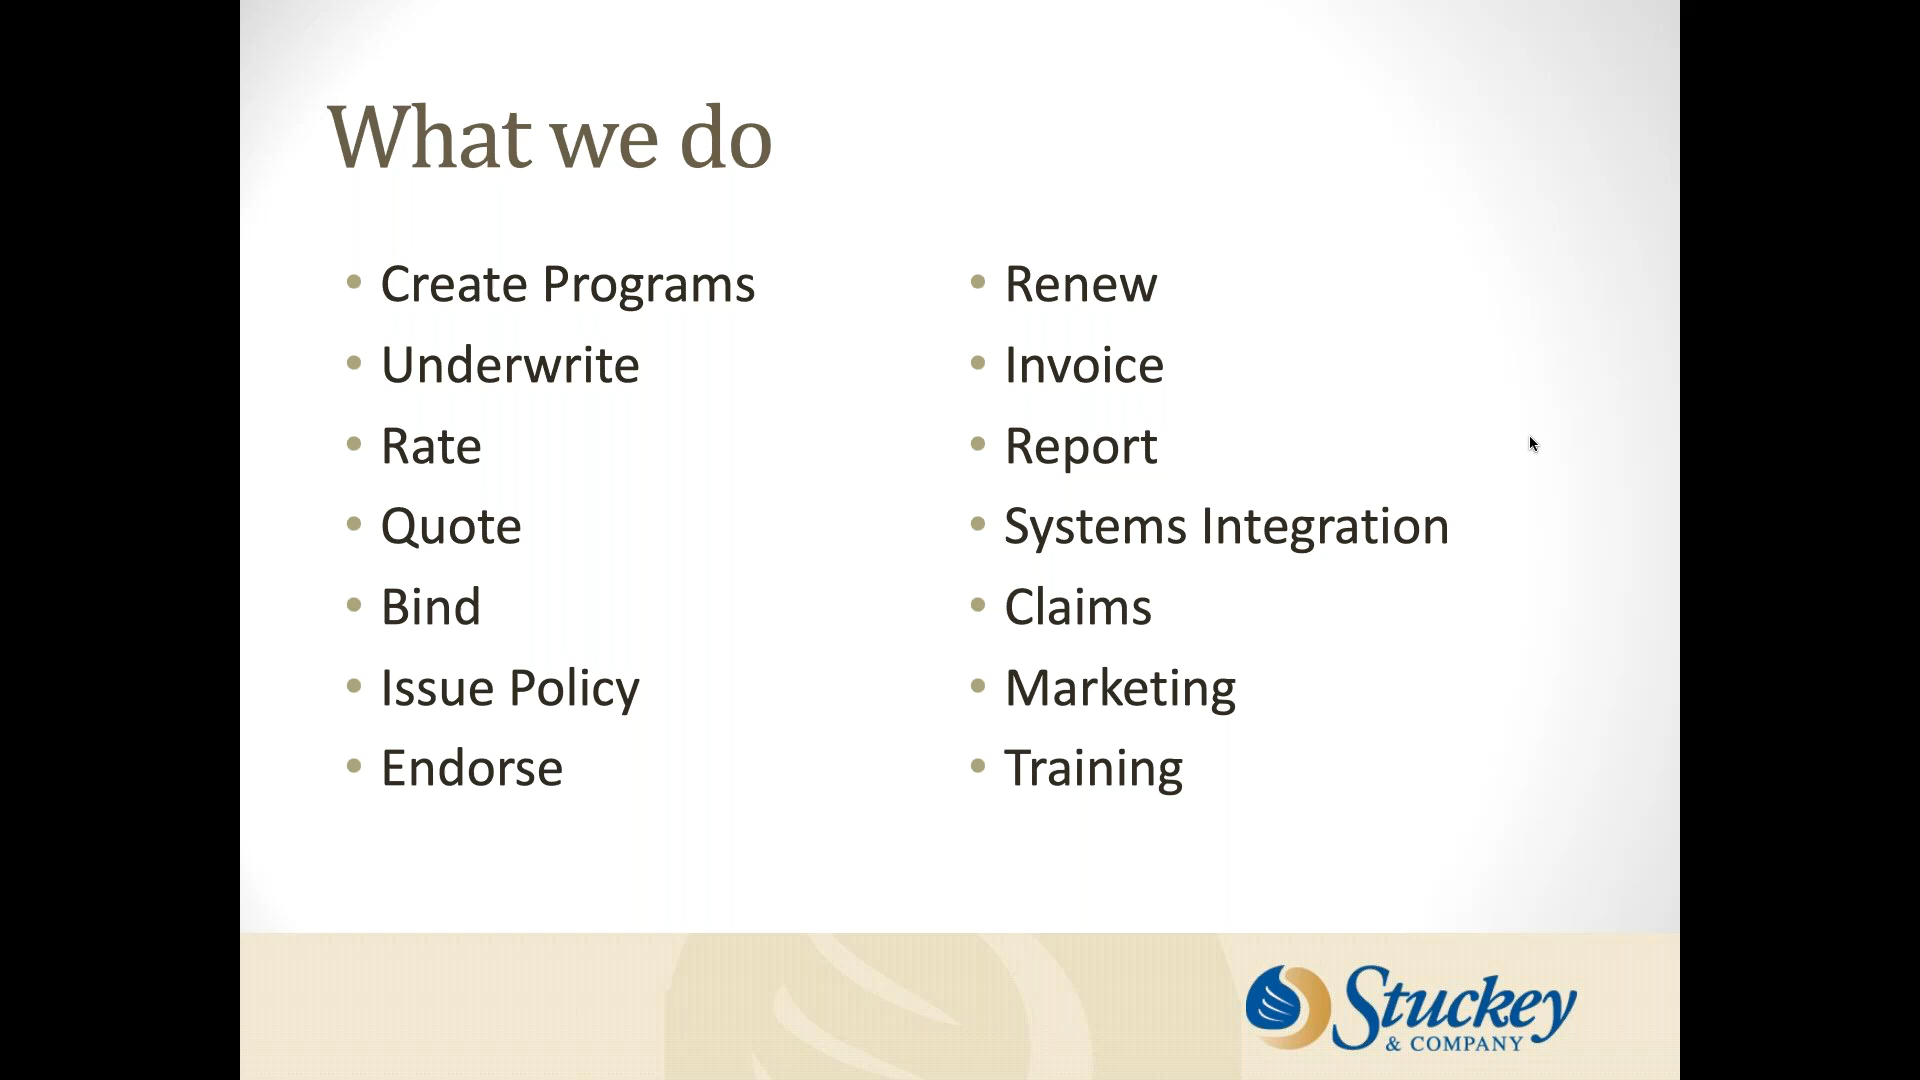 What we do
• Create Programs
• Underwrite
• Rate
• Quote
• Bind
• Issue Policy
• Endorse
• Renew
• Invoice
• Report
• Systems Integration
• Claims
• Marketing
• Training
Stuckey
& COMPANY